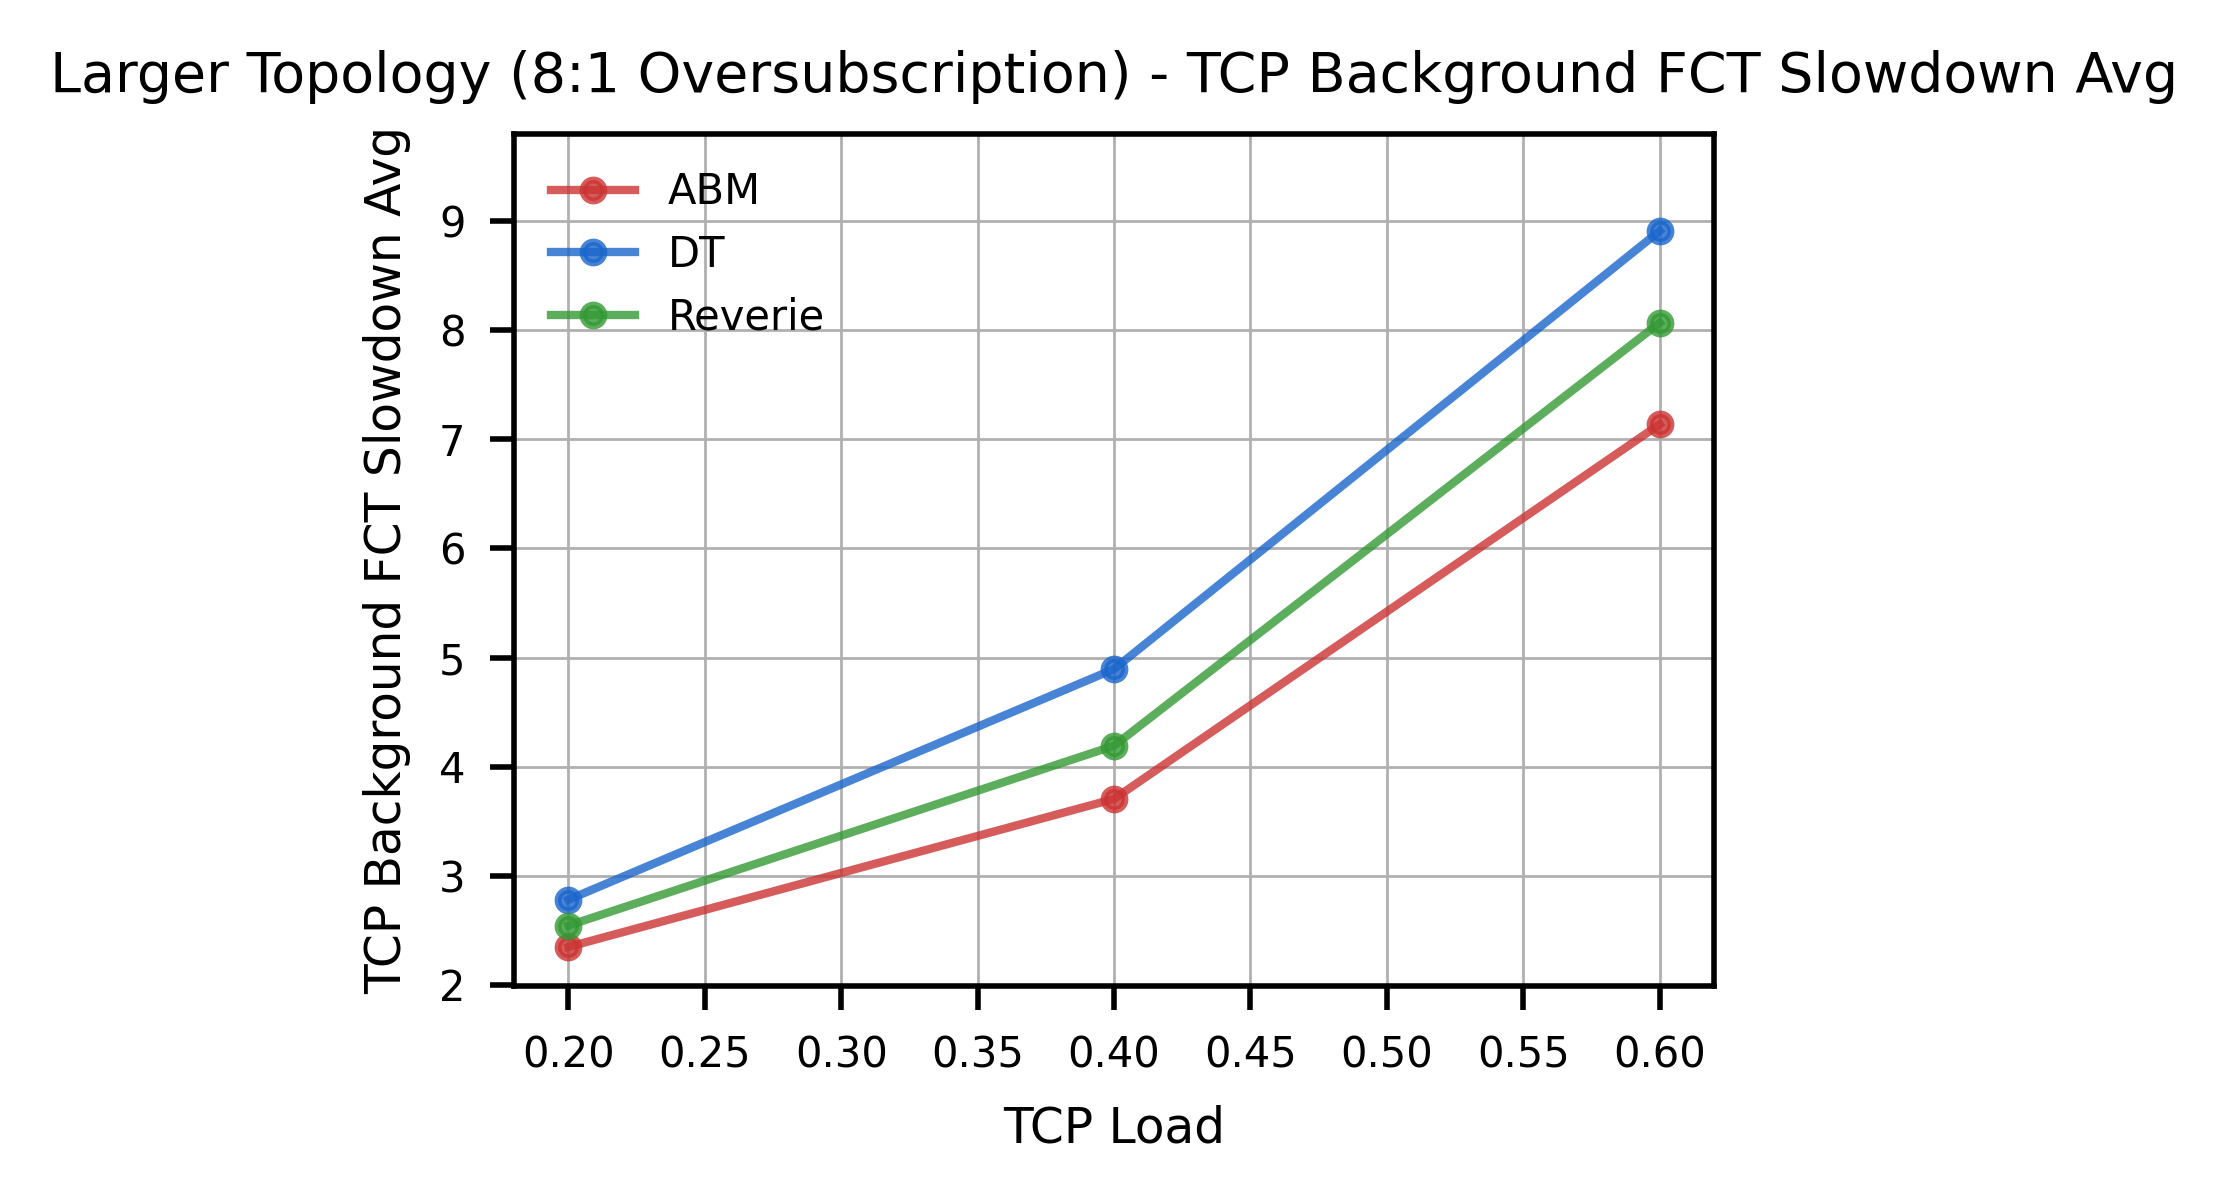 Larger Topology (8:1 Oversubscription) - TCP Background FCT Slowdown Avg
TCP Background FCT Slowdown Avg
9
8
7
6
5
4
3
2
ABM
DT
Reverie
0.20 0.25 0.30 0.35 0.40 0.45 0.50 0.55 0.60
TCP Load